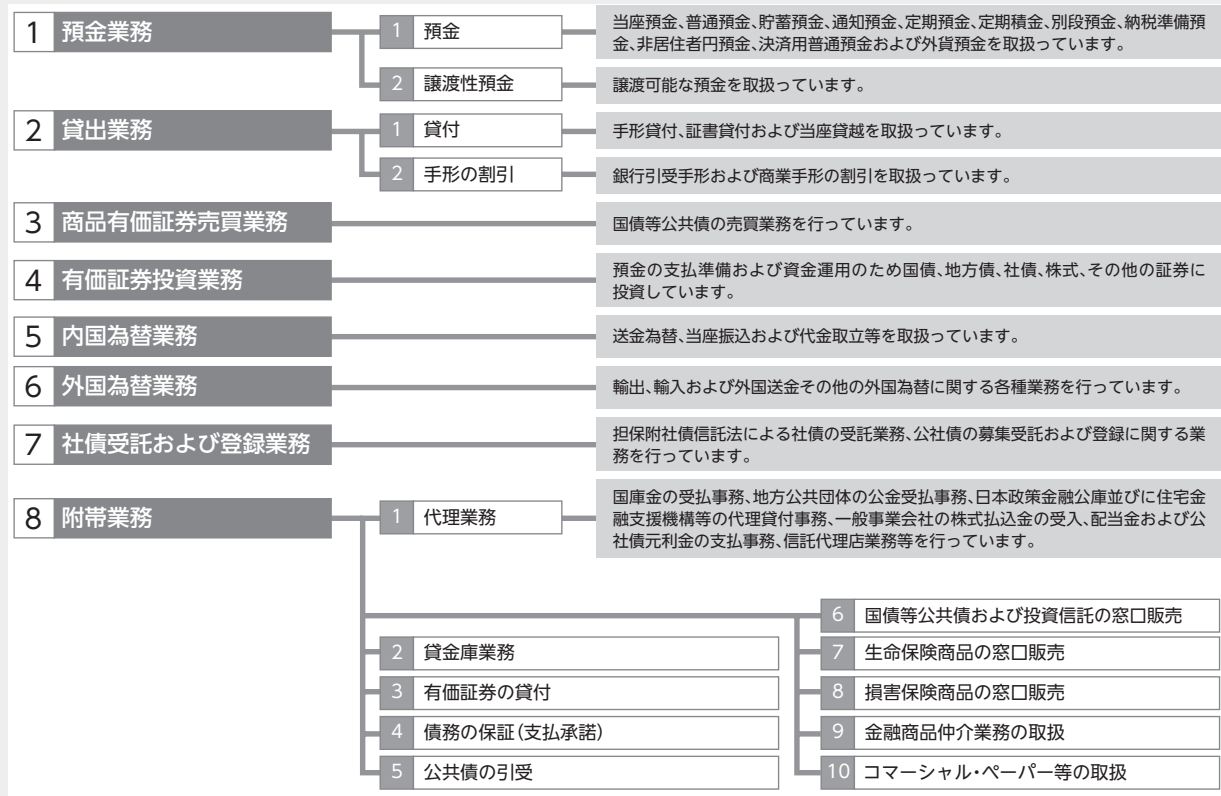 1 預金業務
1 預金
当座預金、普通預金、貯蓄預金、通知預金、定期預金、定期積金、別段預金、納税準備預
金、非居住者円預金、決済用普通預金および外貨預金を取扱っています。
2 譲渡性預金
譲渡可能な預金を取扱っています。
2 貸出業務
1 貸付
手形貸付、証書貸付および当座貸越を取扱っています。
2 手形の割引
銀行引受手形および商業手形の割引を取扱っています。
3 商品有価証券売買業務
国債等公共債の売買業務を行っています。
4 有価証券投資業務
預金の支払準備および資金運用のため国債、地方債、社債、株式、その他の証券に
投資しています。
5 内国為替業務
送金為替、当座振込および代金取立等を取扱っています。
6 外国為替業務
輸出、輸入および外国送金その他の外国為替に関する各種業務を行っています。
7 社債受託および登録業務
担保附社債信託法による社債の受託業務、公社債の募集受託および登録に関する業
務を行っています。
8 附帯業務
1 代理業務
国庫金の受払事務、地方公共団体の公金受払事務、日本政策金融公庫並びに住宅金
融支援機構等の代理貸付事務、一般事業会社の株式払込金の受入、配当金および公
社債元利金の支払事務、信託代理店業務等を行っています。
2 貸金庫業務
3 有価証券の貸付
4 債務の保証(支払承諾)
5 公共債の引受
6 国債等公共債および投資信託の窓口販売
7 生命保険商品の窓口販売
8 損害保険商品の窓口販売
9 金融商品仲介業務の取扱
10 コマーシャル・ペーパー等の取扱